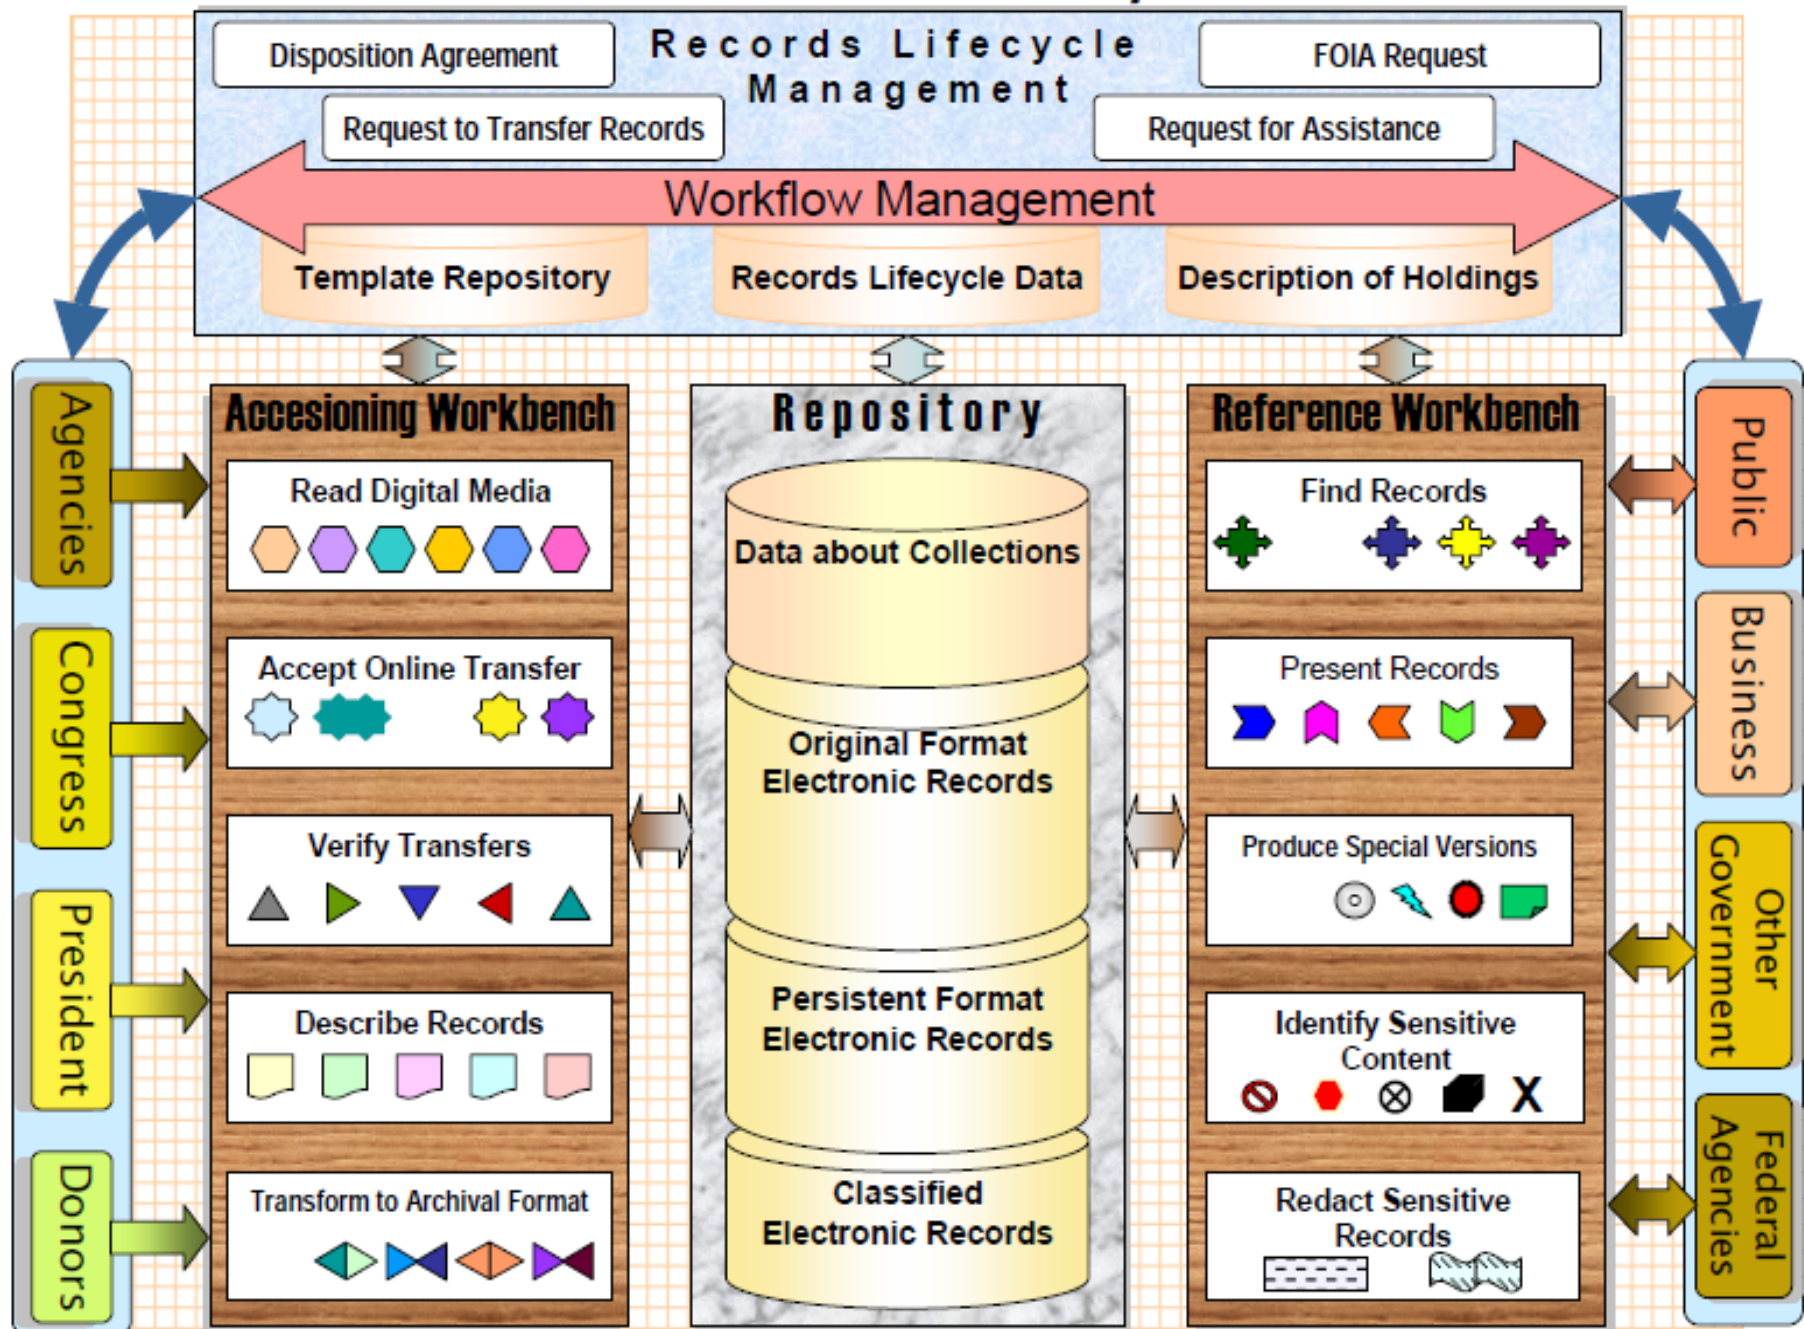 Records Lifecycle
Management
Disposition Agreement
FOIA Request
Request to Transfer Records
Request for Assistance
Workflow Management
Template Repository
Records Lifecycle Data
Description of Holdings
Agencies
Congress
President
Donors
Accesioning Workbench
Read Digital Media
Accept Online Transfer
Verify Transfers
Describe Records
Transform to Archival Format
Repository
Data about Collections
Original Format
Electronic Records
Persistent Format
Electronic Records
Classified
Electronic Records
Reference Workbench
Find Records
Present Records
Produce Special Versions
Identify Sensitive
Content
X
Redact Sensitive
Records
Public
Business
Other
Government
Federal
Agencies